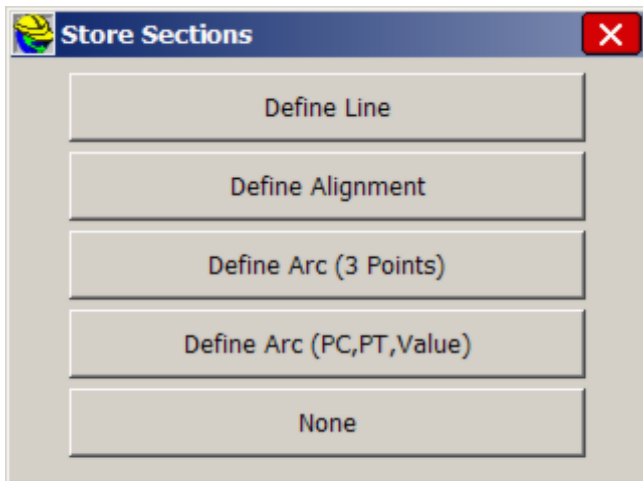 Store Sections
Define Line
Define Alignment
Define Arc (3 Points)
Define Arc (PC,PT,Value)
None